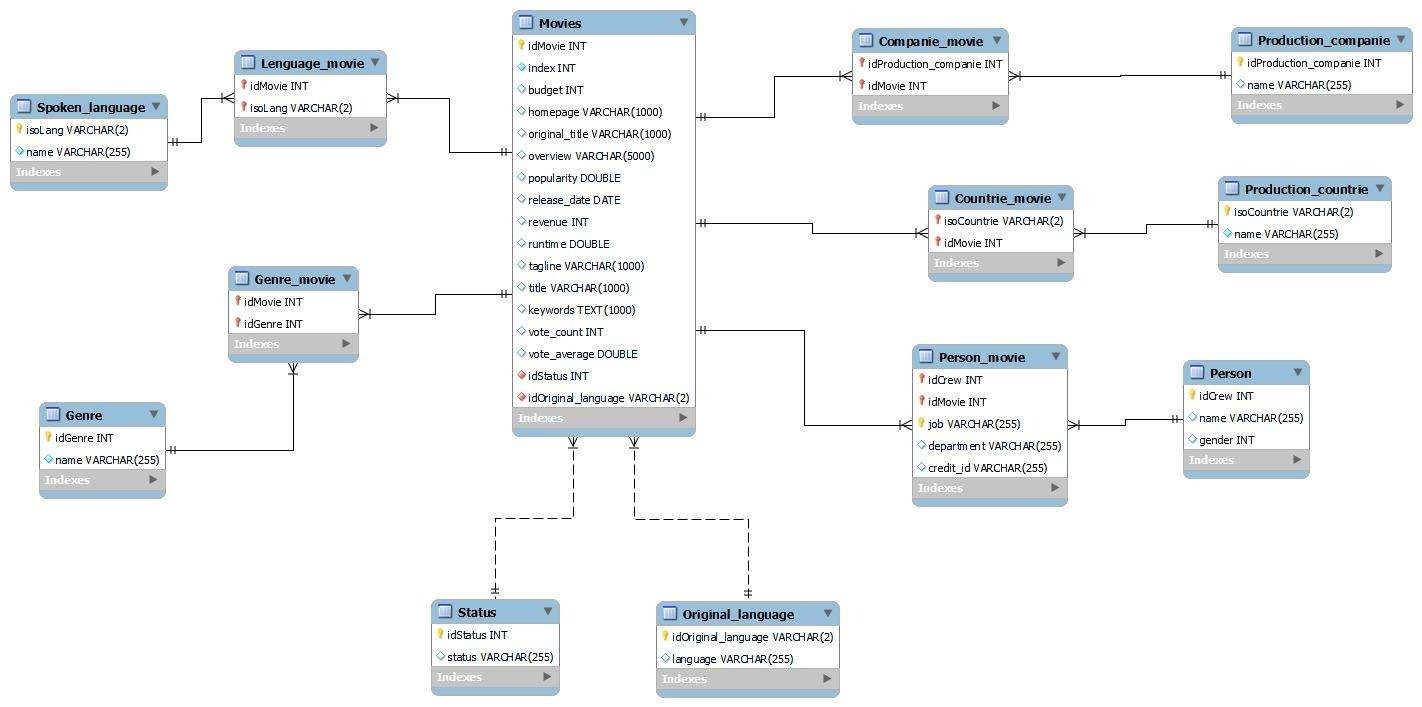 Movies
idMovie INT
index INT
budget INT
homepage VARCHAR(1000)
original_title VARCHAR(1000)
overview VARCHAR(5000)
popularity DOUBLE
release_date DATE
revenue INT
runtime DOUBLE
tagline VARCHAR(1000)
title VARCHAR(1000)
keywords TEXT(1000)
vote_count INT
vote_average DOUBLE
idStatus INT
idOriginal_language VARCHAR(2)
Indexes
Lenguage_movie
idMovie INT
isoLang VARCHAR(2)
Indexes
Spoken_language
isoLang VARCHAR(2)
name VARCHAR(255)
Indexes
Genre_movie
idMovie INT
idGenre INT
Indexes
Genre
idGenre INT
name VARCHAR(255)
Indexes
Companie_movie
idProduction_companie INT
idMovie INT
Indexes
Production_companie
idProduction_companie INT
name VARCHAR(255)
Indexes
Countrie_movie
isoCountrie VARCHAR(2)
idMovie INT
Indexes
Production_countrie
isoCountrie VARCHAR(2)
name VARCHAR(255)
Indexes
Person_movie
idCrew INT
idMovie INT
job VARCHAR(255)
department VARCHAR(255)
credit_id VARCHAR(255)
Indexes
Person
idCrew INT
name VARCHAR(255)
gender INT
Indexes
Status
idStatus INT
status VARCHAR(255)
Indexes
Original_language
idOriginal_language VARCHAR(2)
language VARCHAR(255)
Indexes